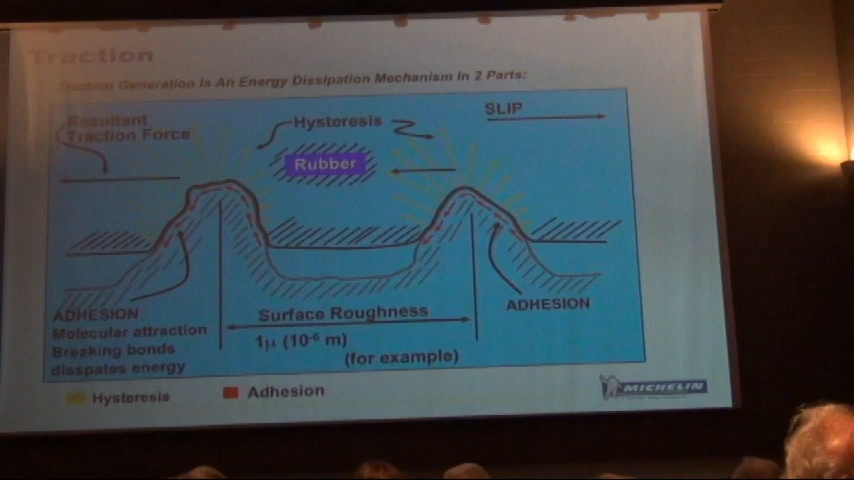 Traction
Traction Generation Is An Energy Dissipation Mechanism In 2 Parts:
Resultant
Traction Force
Hysteresis
SLIP
Rubber
ADHESION
Molecular attraction
Breaking bonds
disspates energy
Surface Roughness
1μ (10⁻⁶ m)
(for example)
ADHESION
Hysteresis
Adhesion
MICHELIN